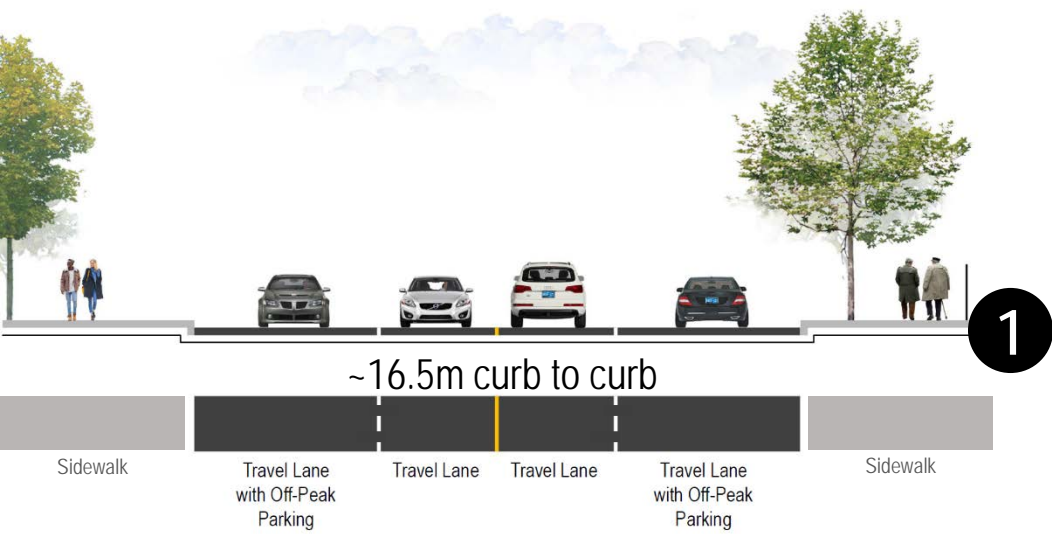 1
~16.5m curb to curb
Sidewalk
Travel Lane
with Off-Peak
Parking
Travel Lane
Travel Lane
Travel Lane
with Off-Peak
Parking
Sidewalk